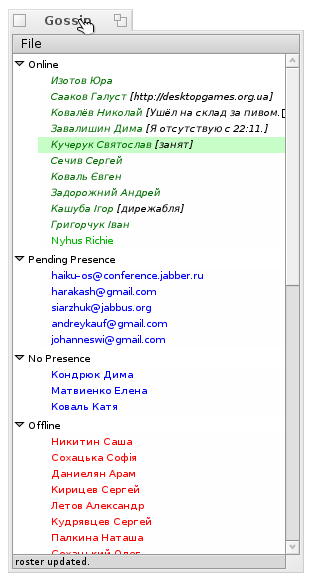 Gossip
File
Online
Изотов Юра
Сааков Галуст [http://desktopgames.org.ua]
Ковалёв Николай [Ушёл на склад за пивом.[
Завалишин Дима [Я отсутствую с 22:11.]
Кучерук Святослав [занят]
Сечив Сергей
Коваль Євген
Задорожний Андрей
Кашуба Ігор [дирежабля]
Григорчук Іван
Nyhus Richie
Pending Presence
haiku-os@conference.jabber.ru
harakash@gmail.com
siarzhuk@jabbus.org
andreykauf@gmail.com
johanneswi@gmail.com
No Presence
Кондрюк Дима
Матвиенко Елена
Коваль Катя
Offline
Никитин Саша
Сохацька Софія
Даниелян Арам
Кирицев Сергей
Летов Александр
Кудрявцев Сергей
Палкина Наташа
Сохацький Олег
roster updated.